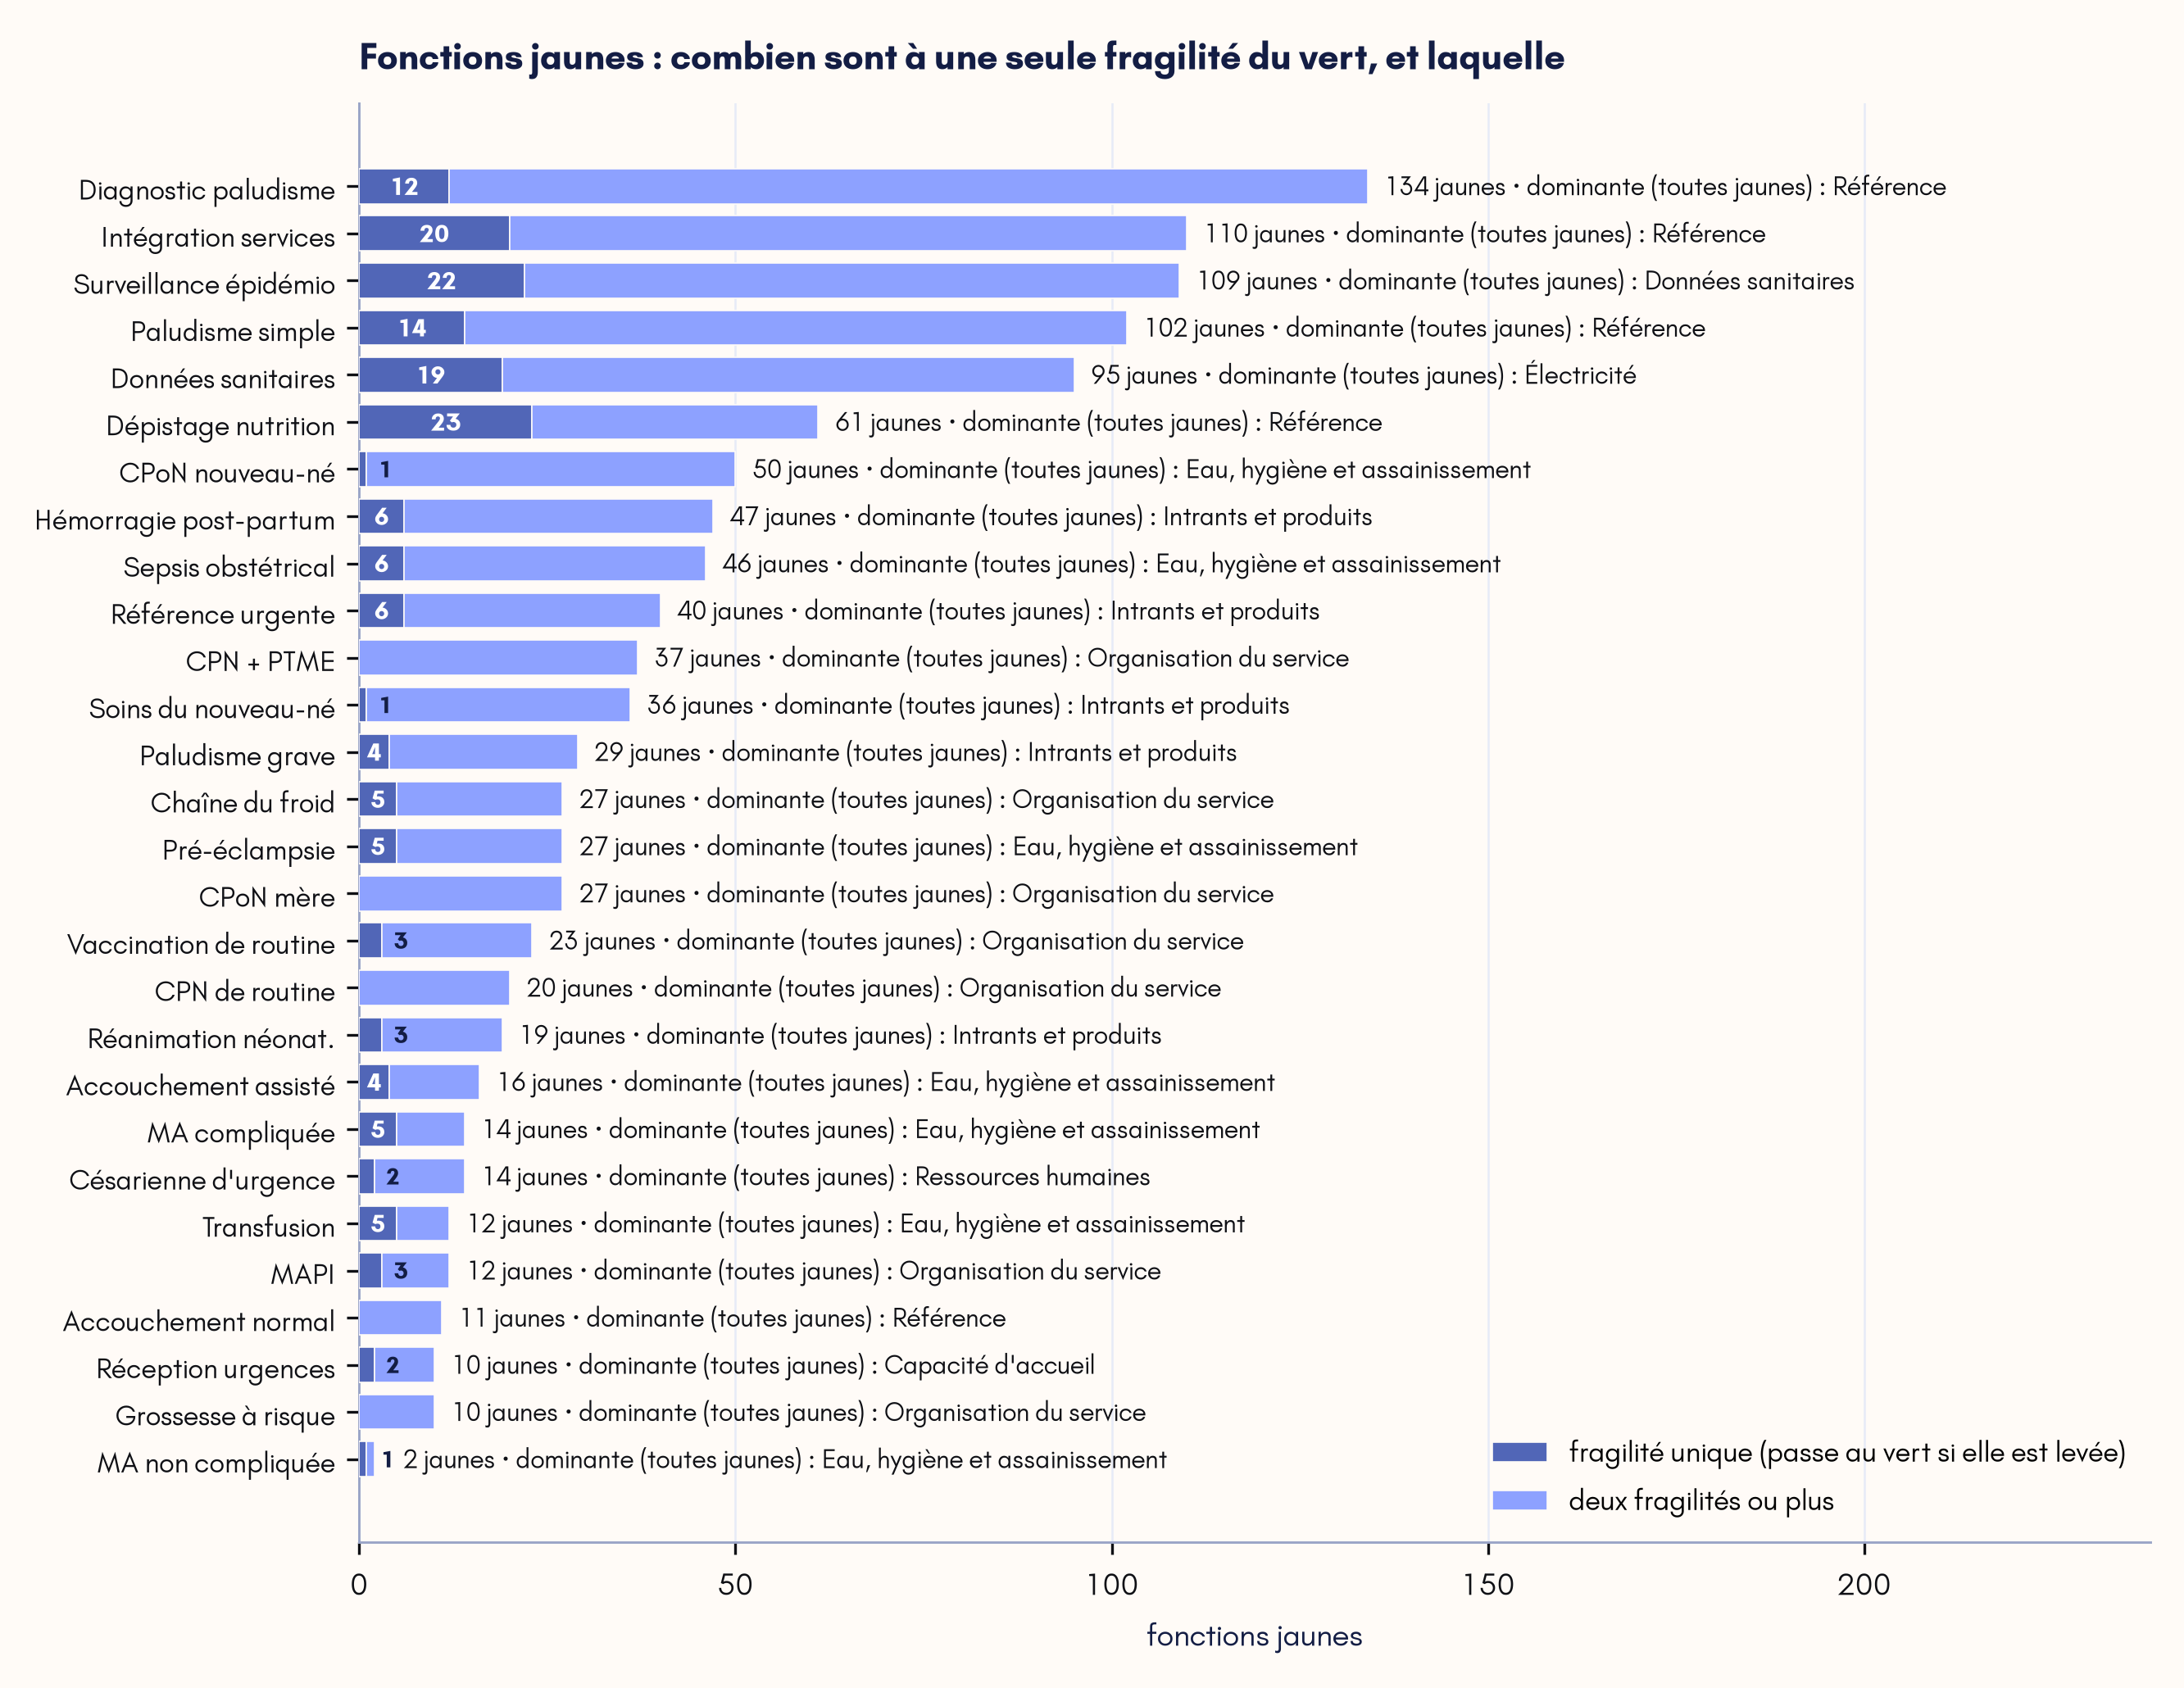 Fonctions jaunes : combien sont à une seule fragilité du vert, et laquelle
Diagnostic paludisme 12 134 jaunes • dominante (toutes jaunes) : Référence
Intégration services 20 110 jaunes • dominante (toutes jaunes) : Référence
Surveillance épidémio 22 109 jaunes • dominante (toutes jaunes) : Données sanitaires
Paludisme simple 14 102 jaunes • dominante (toutes jaunes) : Référence
Données sanitaires 19 95 jaunes • dominante (toutes jaunes) : Électricité
Dépistage nutrition 23 61 jaunes • dominante (toutes jaunes) : Référence
CPoN nouveau-né 1 50 jaunes • dominante (toutes jaunes) : Eau, hygiène et assainissement
Hémorragie post-partum 6 47 jaunes • dominante (toutes jaunes) : Intrants et produits
Sepsis obstétrical 6 46 jaunes • dominante (toutes jaunes) : Eau, hygiène et assainissement
Référence urgente 6 40 jaunes • dominante (toutes jaunes) : Intrants et produits
CPN + PTME 37 jaunes • dominante (toutes jaunes) : Organisation du service
Soins du nouveau-né 1 36 jaunes • dominante (toutes jaunes) : Intrants et produits
Paludisme grave 4 29 jaunes • dominante (toutes jaunes) : Intrants et produits
Chaîne du froid 5 27 jaunes • dominante (toutes jaunes) : Organisation du service
Pré-éclampsie 5 27 jaunes • dominante (toutes jaunes) : Eau, hygiène et assainissement
CPoN mère 27 jaunes • dominante (toutes jaunes) : Organisation du service
Vaccination de routine 3 23 jaunes • dominante (toutes jaunes) : Organisation du service
CPN de routine 20 jaunes • dominante (toutes jaunes) : Organisation du service
Réanimation néonat. 3 19 jaunes • dominante (toutes jaunes) : Intrants et produits
Accouchement assisté 4 16 jaunes • dominante (toutes jaunes) : Eau, hygiène et assainissement
MA compliquée 5 14 jaunes • dominante (toutes jaunes) : Eau, hygiène et assainissement
Césarienne d'urgence 2 14 jaunes • dominante (toutes jaunes) : Ressources humaines
Transfusion 5 12 jaunes • dominante (toutes jaunes) : Eau, hygiène et assainissement
MAPI 3 12 jaunes • dominante (toutes jaunes) : Organisation du service
Accouchement normal 11 jaunes • dominante (toutes jaunes) : Référence
Réception urgences 2 10 jaunes • dominante (toutes jaunes) : Capacité d'accueil
Grossesse à risque 10 jaunes • dominante (toutes jaunes) : Organisation du service
MA non compliquée 1 2 jaunes • dominante (toutes jaunes) : Eau, hygiène et assainissement
fragilité unique (passe au vert si elle est levée)
deux fragilités ou plus
0 50 100 150 200
fonctions jaunes